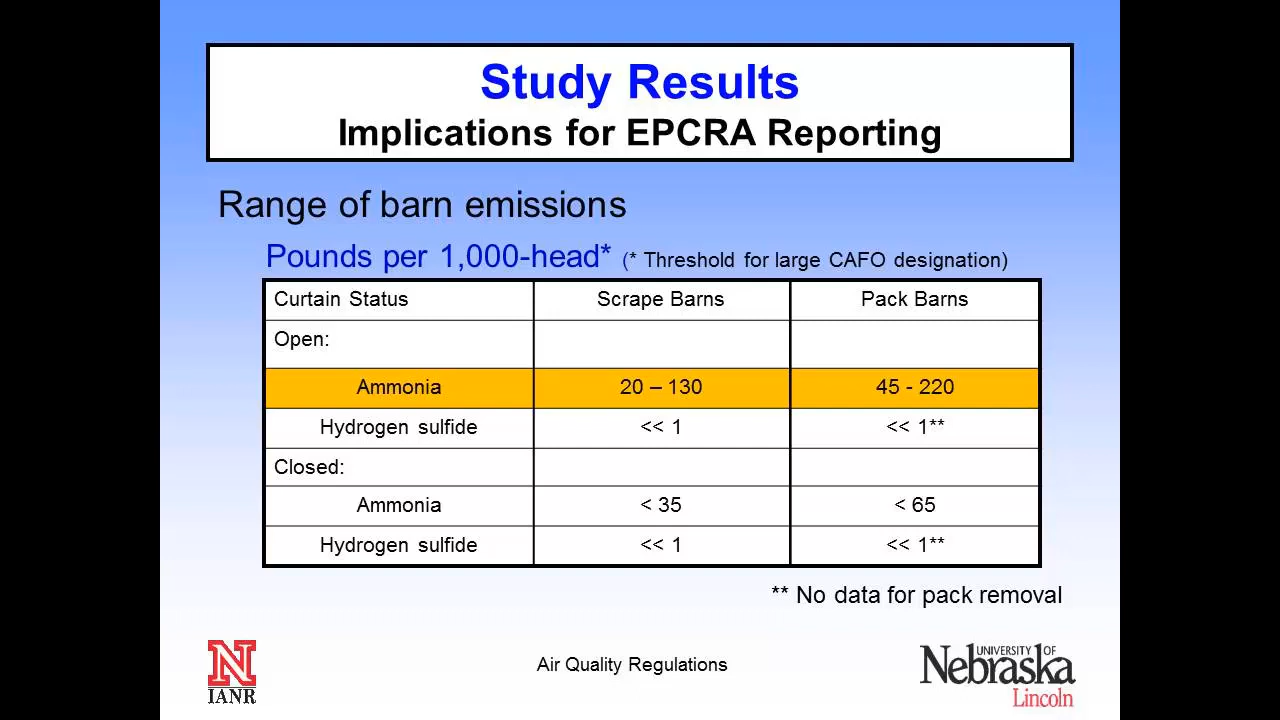 Study Results
Implications for EPCRA Reporting
Range of barn emissions
Pounds per 1,000-head* (* Threshold for large CAFO designation)
Curtain Status Scrape Barns Pack Barns
Open:
Ammonia 20 – 130 45 - 220
Hydrogen sulfide << 1 << 1**
Closed:
Ammonia < 35 < 65
Hydrogen sulfide << 1 << 1**
** No data for pack removal
N
IANR
Air Quality Regulations
UNIVERSITY OF
Nebraska
Lincoln